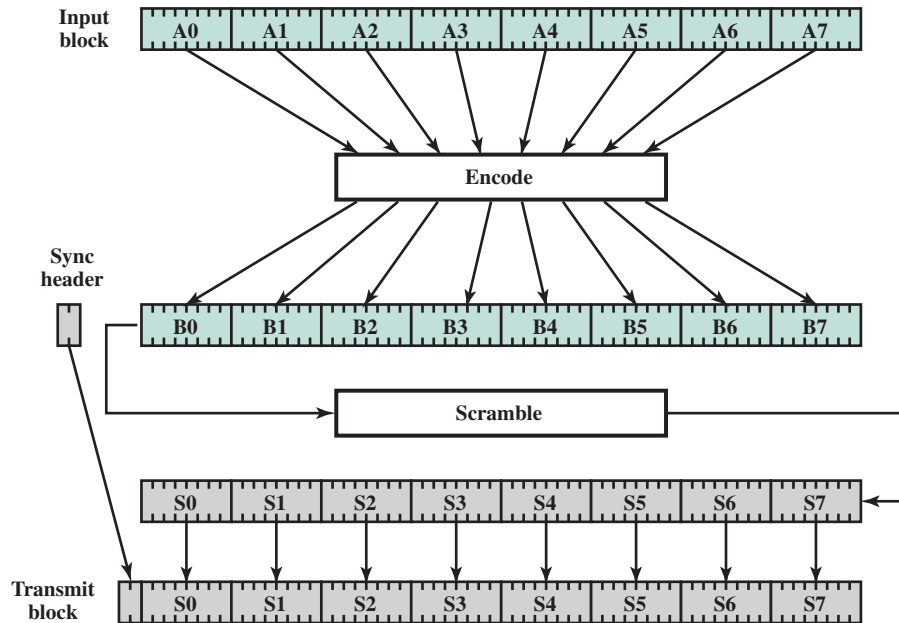 Input
block
A0 A1 A2 A3 A4 A5 A6 A7
Encode
Sync
header
B0 B1 B2 B3 B4 B5 B6 B7
Scramble
S0 S1 S2 S3 S4 S5 S6 S7
Transmit
block
S0 S1 S2 S3 S4 S5 S6 S7